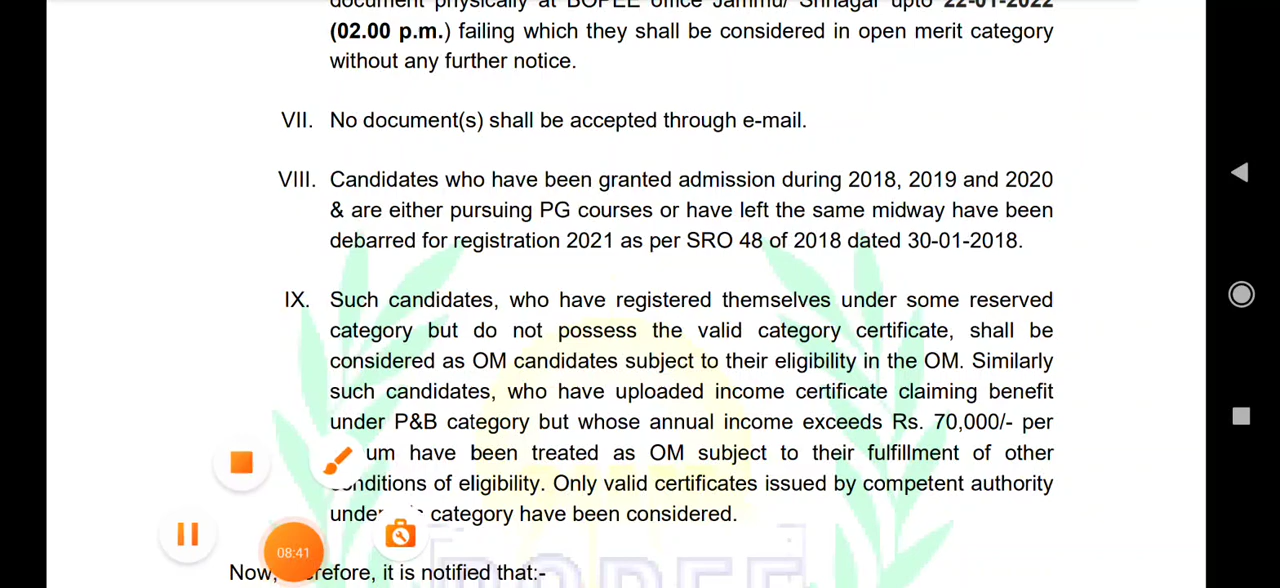 document physically at BOPEE office Jammu/ Srinagar upto 22-01-2022
(02.00 p.m.) failing which they shall be considered in open merit category
without any further notice.
VII. No document(s) shall be accepted through e-mail.
VIII. Candidates who have been granted admission during 2018, 2019 and 2020
& are either pursuing PG courses or have left the same midway have been
debarred for registration 2021 as per SRO 48 of 2018 dated 30-01-2018.
IX. Such candidates, who have registered themselves under some reserved
category but do not possess the valid category certificate, shall be
considered as OM candidates subject to their eligibility in the OM. Similarly
such candidates, who have uploaded income certificate claiming benefit
under P&B category but whose annual income exceeds Rs. 70,000/- per
um have been treated as OM subject to their fulfillment of other
conditions of eligibility. Only valid certificates issued by competent authority
under category have been considered.
08:41
Now, therefore, it is notified that:-
BOPEE